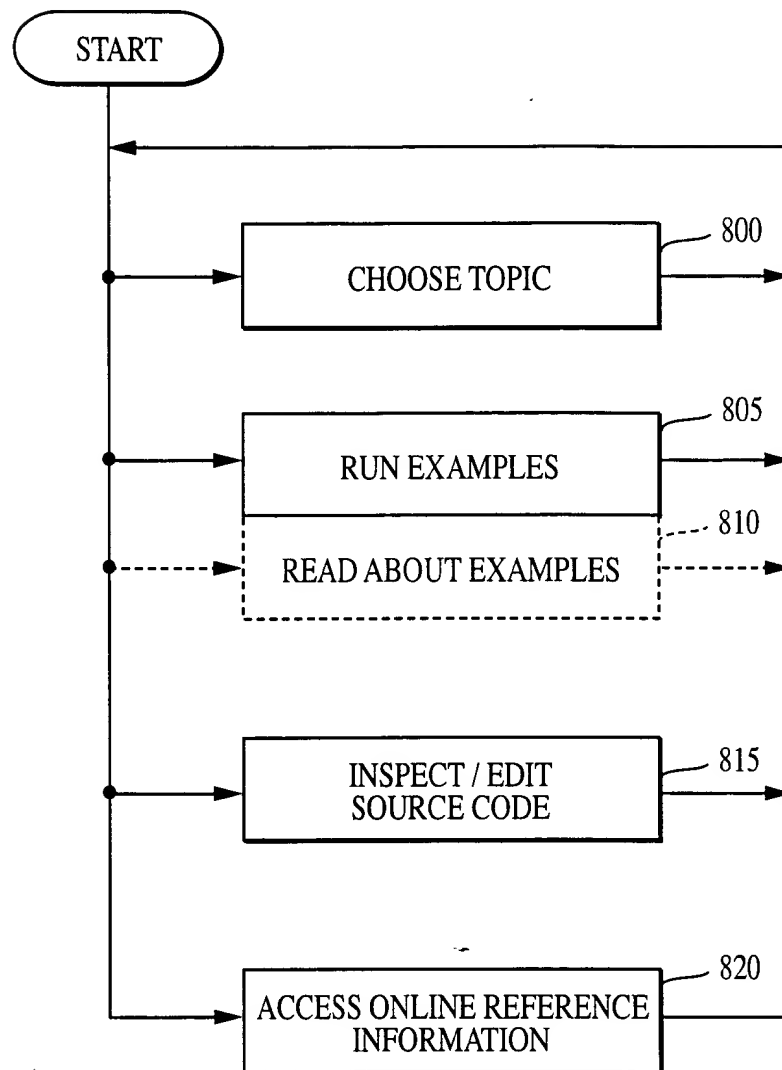 START
800
CHOOSE TOPIC
805
RUN EXAMPLES
810
READ ABOUT EXAMPLES
815
INSPECT / EDIT
SOURCE CODE
820
ACCESS ONLINE REFERENCE
INFORMATION